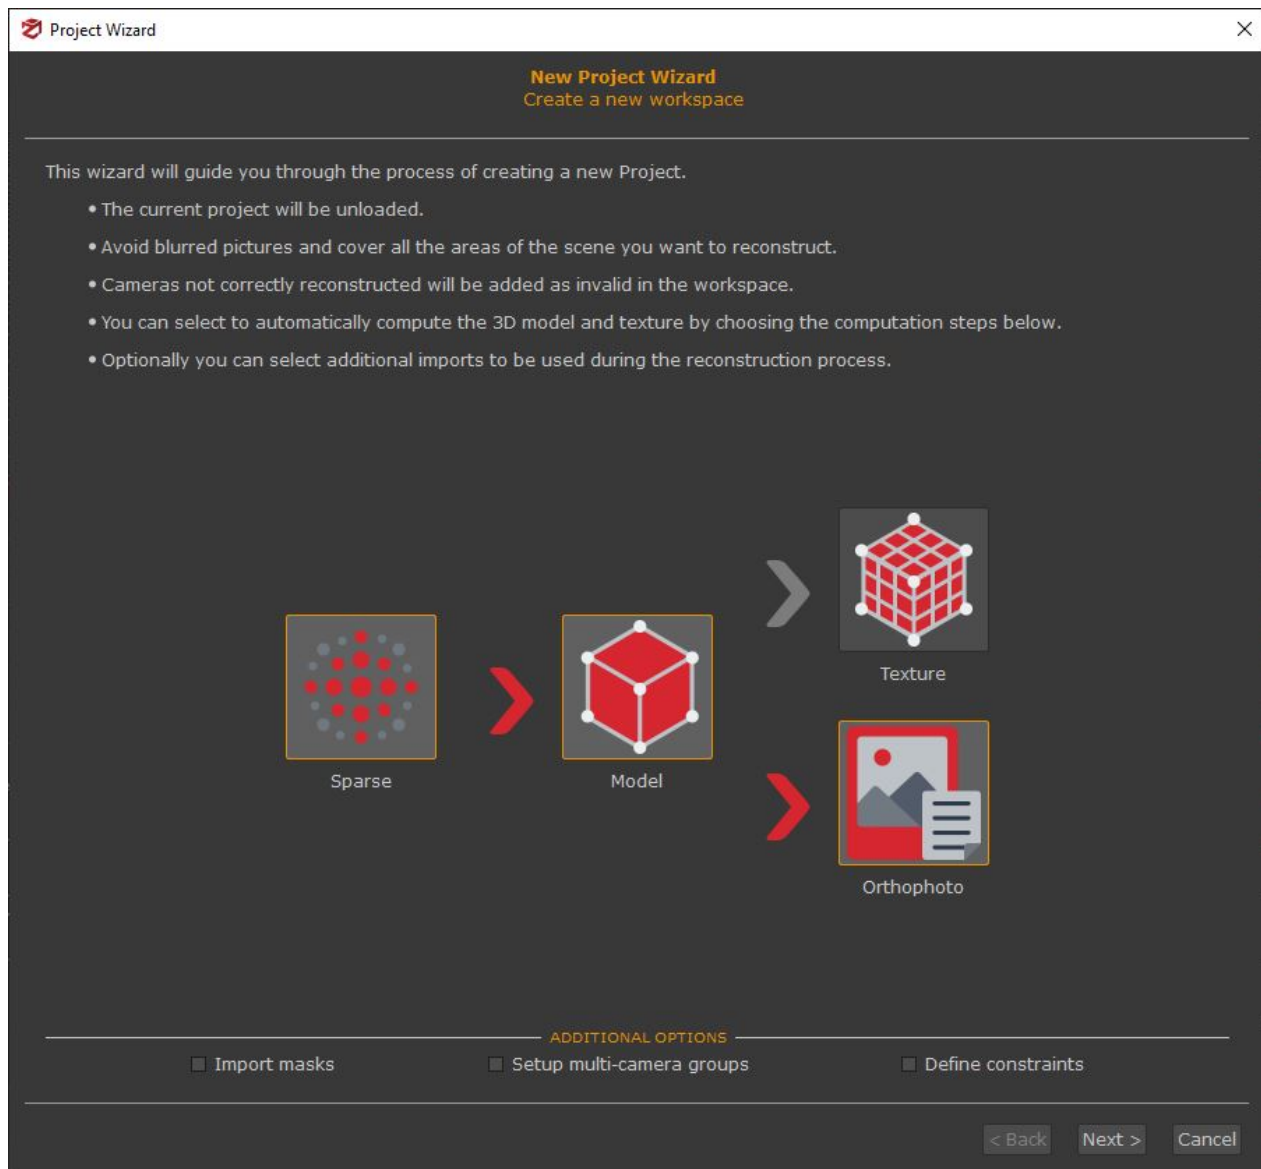 Project Wizard
New Project Wizard
Create a new workspace
This wizard will guide you through the process of creating a new Project.
• The current project will be unloaded.
• Avoid blurred pictures and cover all the areas of the scene you want to reconstruct.
• Cameras not correctly reconstructed will be added as invalid in the workspace.
• You can select to automatically compute the 3D model and texture by choosing the computation steps below.
• Optionally you can select additional imports to be used during the reconstruction process.
Texture
Sparse
Model
Orthophoto
ADDITIONAL OPTIONS
Import masks
Setup multi-camera groups
Define constraints
< Back
Next >
Cancel